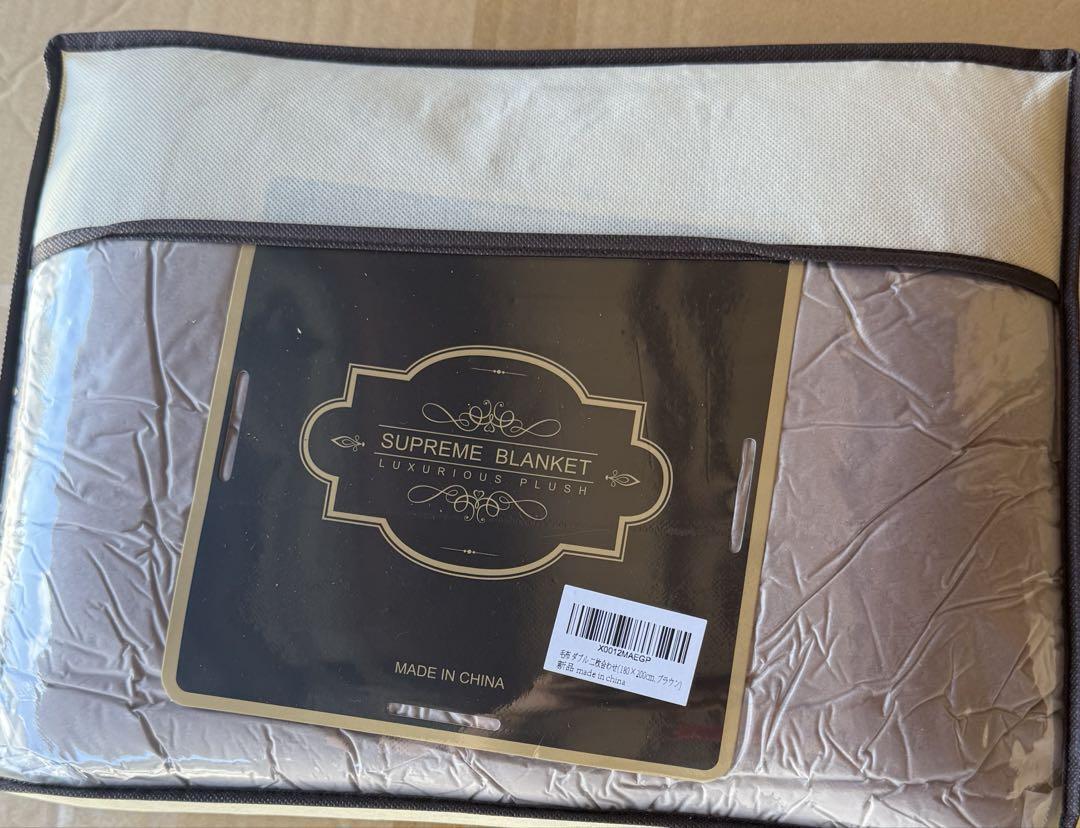 SUPREME BLANKET
LUXURIOUS PLUSH
MADE IN CHINA
X0012MAEGP
毛布 ダブル 二枚合わせ(180×200cm, ブラウン)
新品 made in china